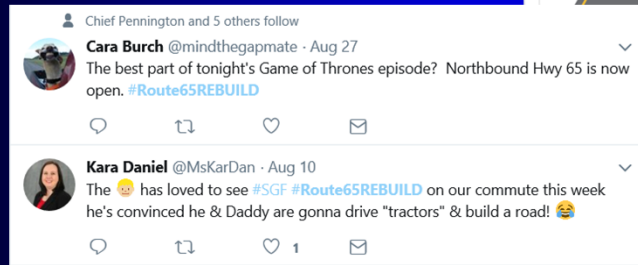 Chief Pennington and 5 others follow
Cara Burch @mindthegapmate · Aug 27
The best part of tonight's Game of Thrones episode? Northbound Hwy 65 is now
open. #Route65REBUILD
Kara Daniel @MsKarDan · Aug 10
The 👦🏼 has loved to see #SGF #Route65REBUILD on our commute this week
he's convinced he & Daddy are gonna drive "tractors" & build a road! 😂
1